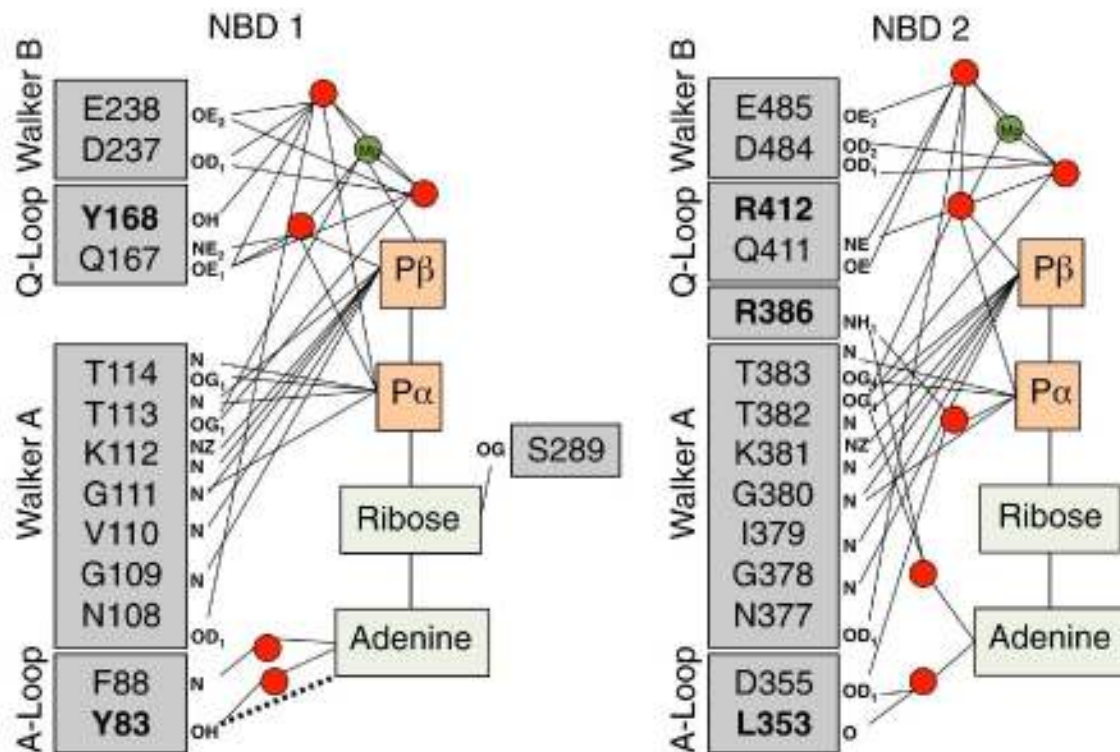 NBD 1
Walker B
E238
OE2
D237
OD1
Q-Loop
Y168
OH
Q167
NE2
OE1
Walker A
T114
N
OG1
T113
N
OG1
K112
NZ
N
G111
N
V110
N
G109
N
N108
OD1
A-Loop
F88
N
Y83
OH
Mg
Pβ
Pα
OG
S289
Ribose
Adenine
NBD 2
Walker B
E485
OE2
D484
OD2
OD1
Q-Loop
R412
Q411
NE
OE
R386
NH1
Walker A
T383
N
OG1
T382
OG1
N
K381
NZ
N
G380
N
I379
N
G378
N
N377
OD1
A-Loop
D355
OD1
L353
O
Mg
Pβ
Pα
Ribose
Adenine